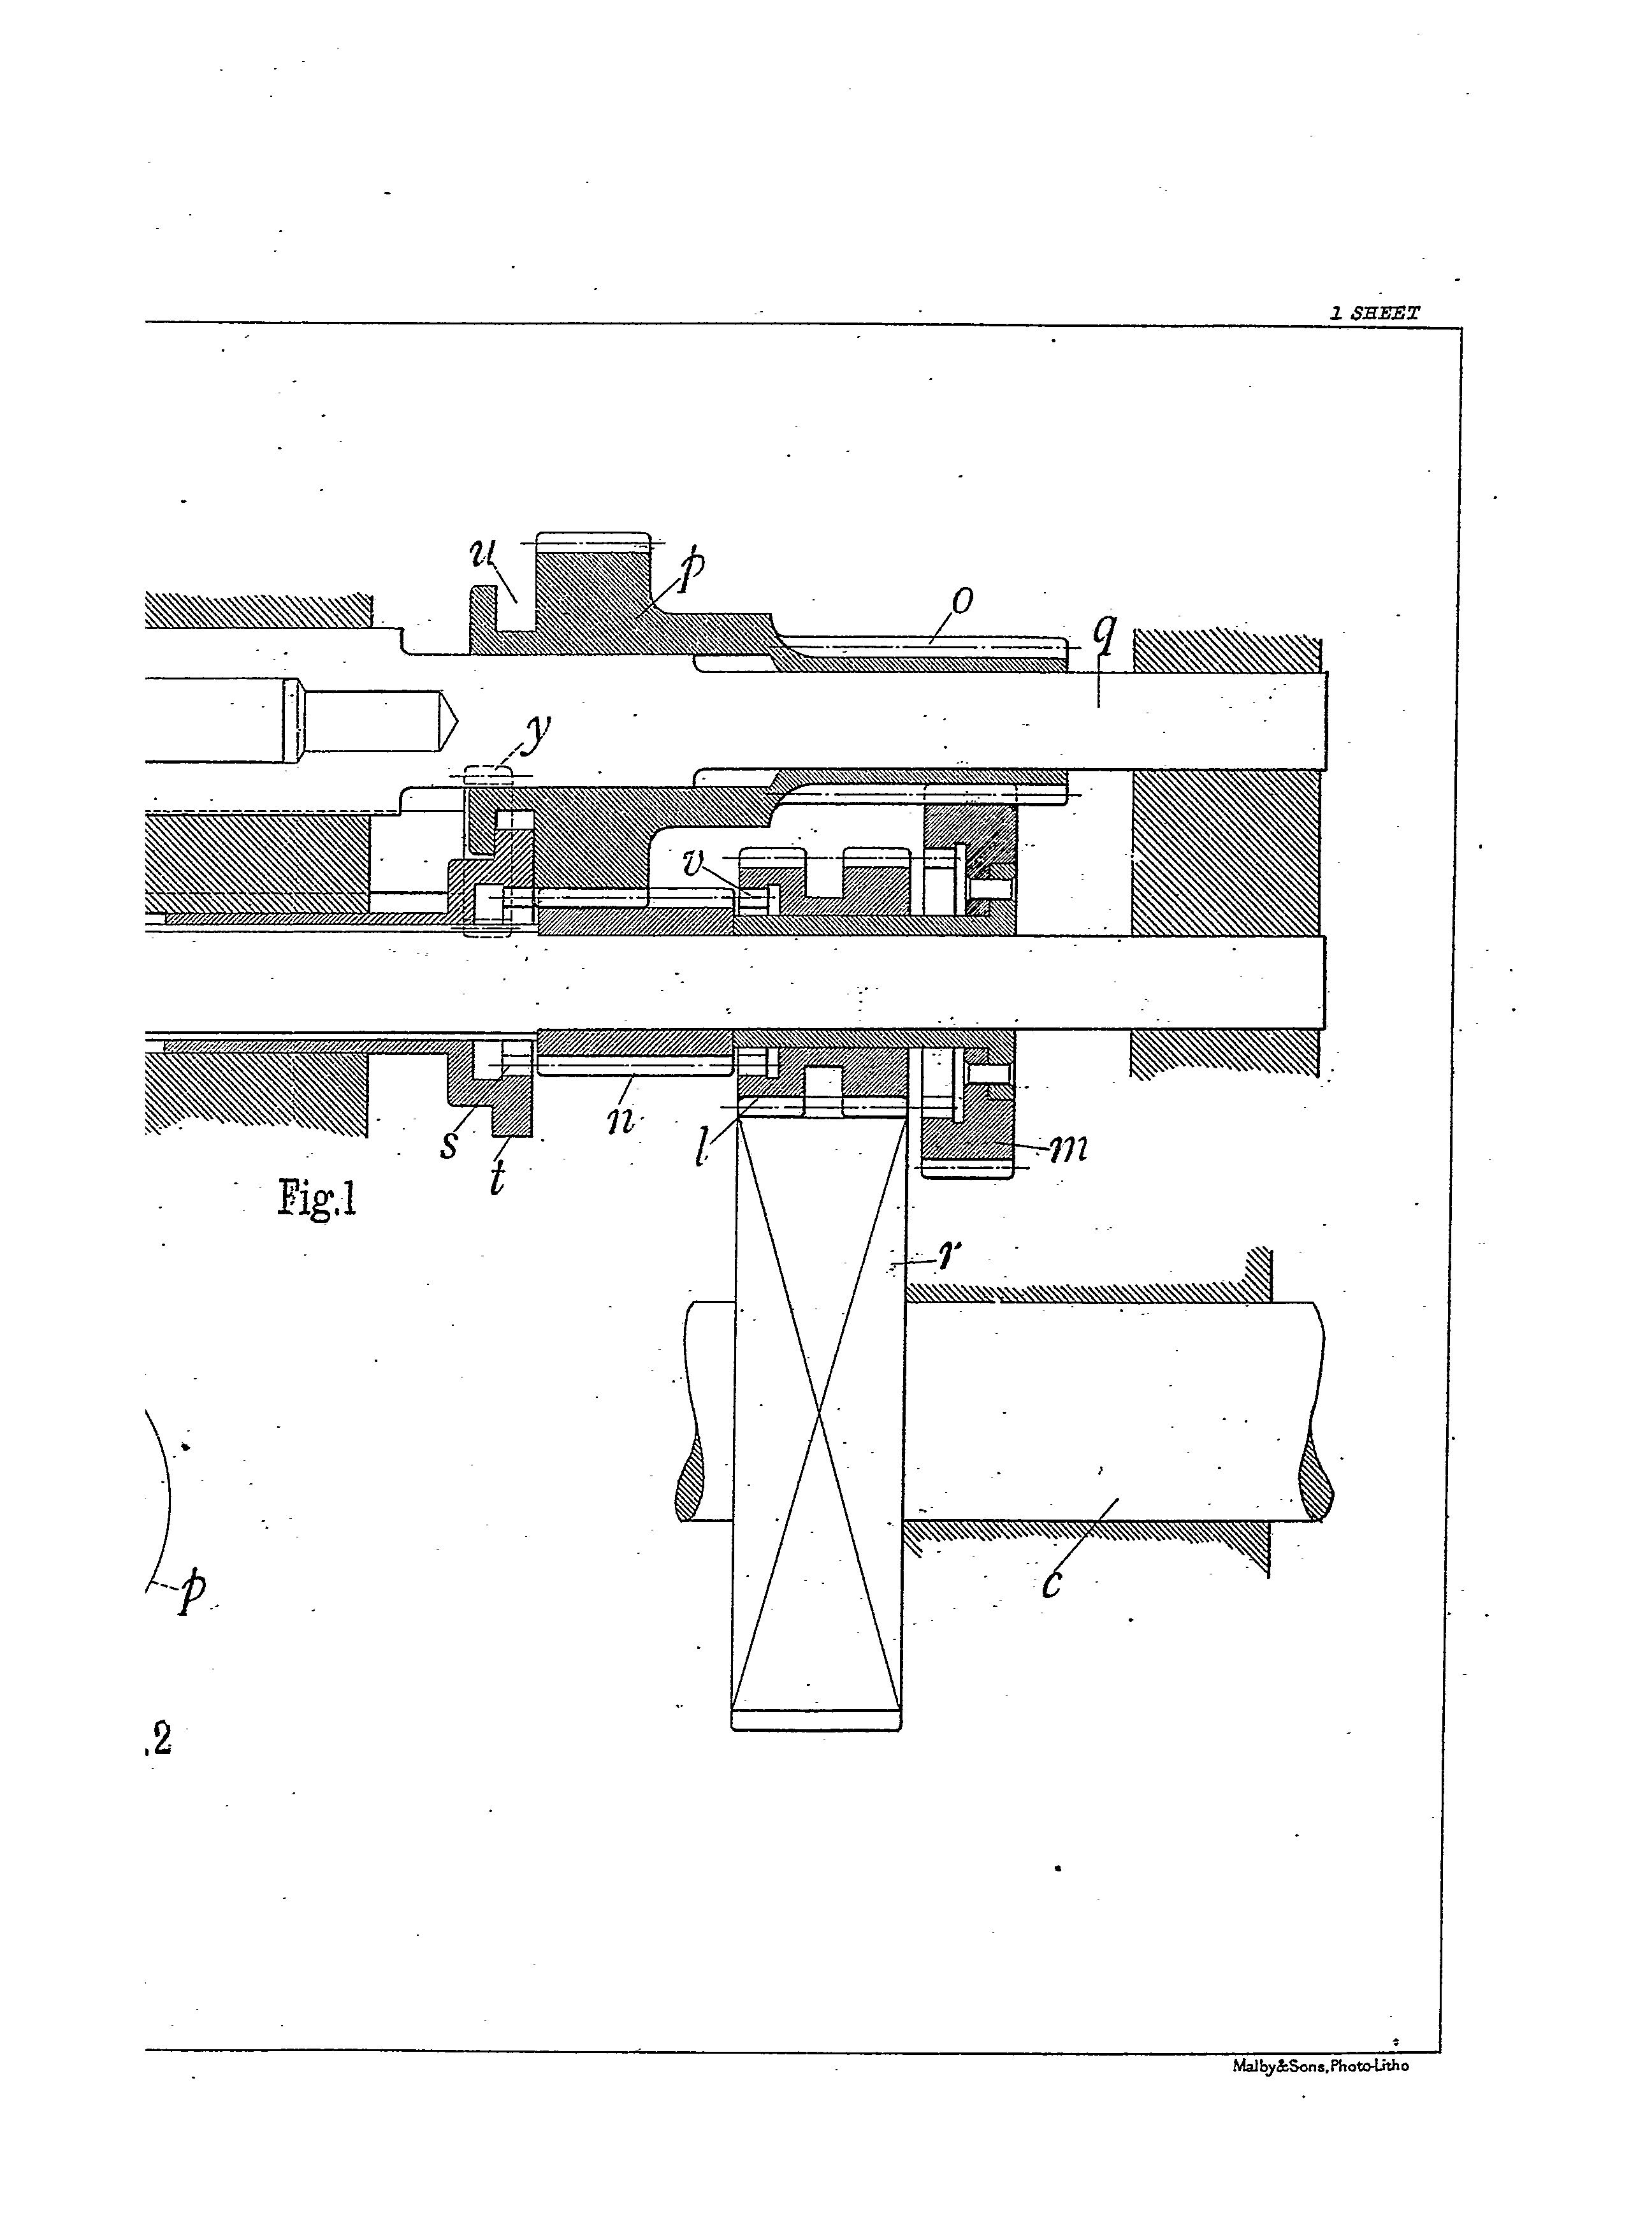 1 SHEET
u
p
o
q
y
v
n
s
l
m
t
Fig.1
r
c
p
.2
Malby&Sons, Photo-Litho